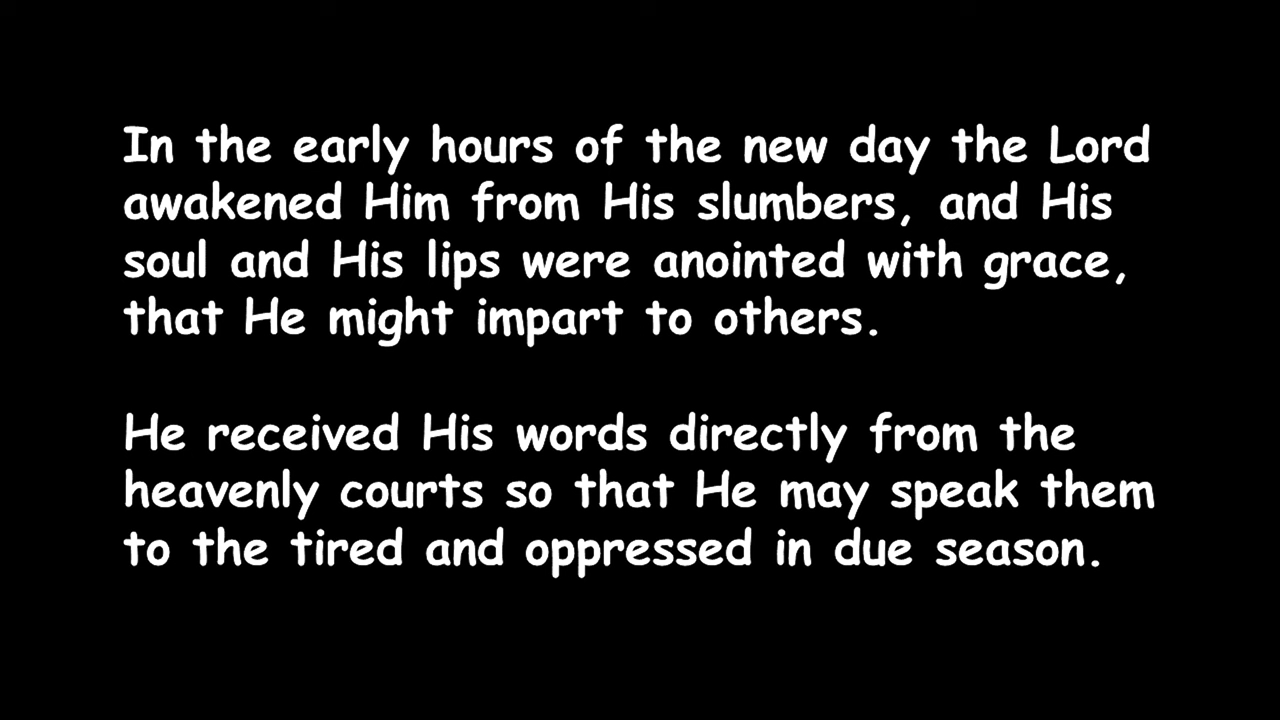 In the early hours of the new day the Lord
awakened Him from His slumbers, and His
soul and His lips were anointed with grace,
that He might impart to others.
He received His words directly from the
heavenly courts so that He may speak them
to the tired and oppressed in due season.